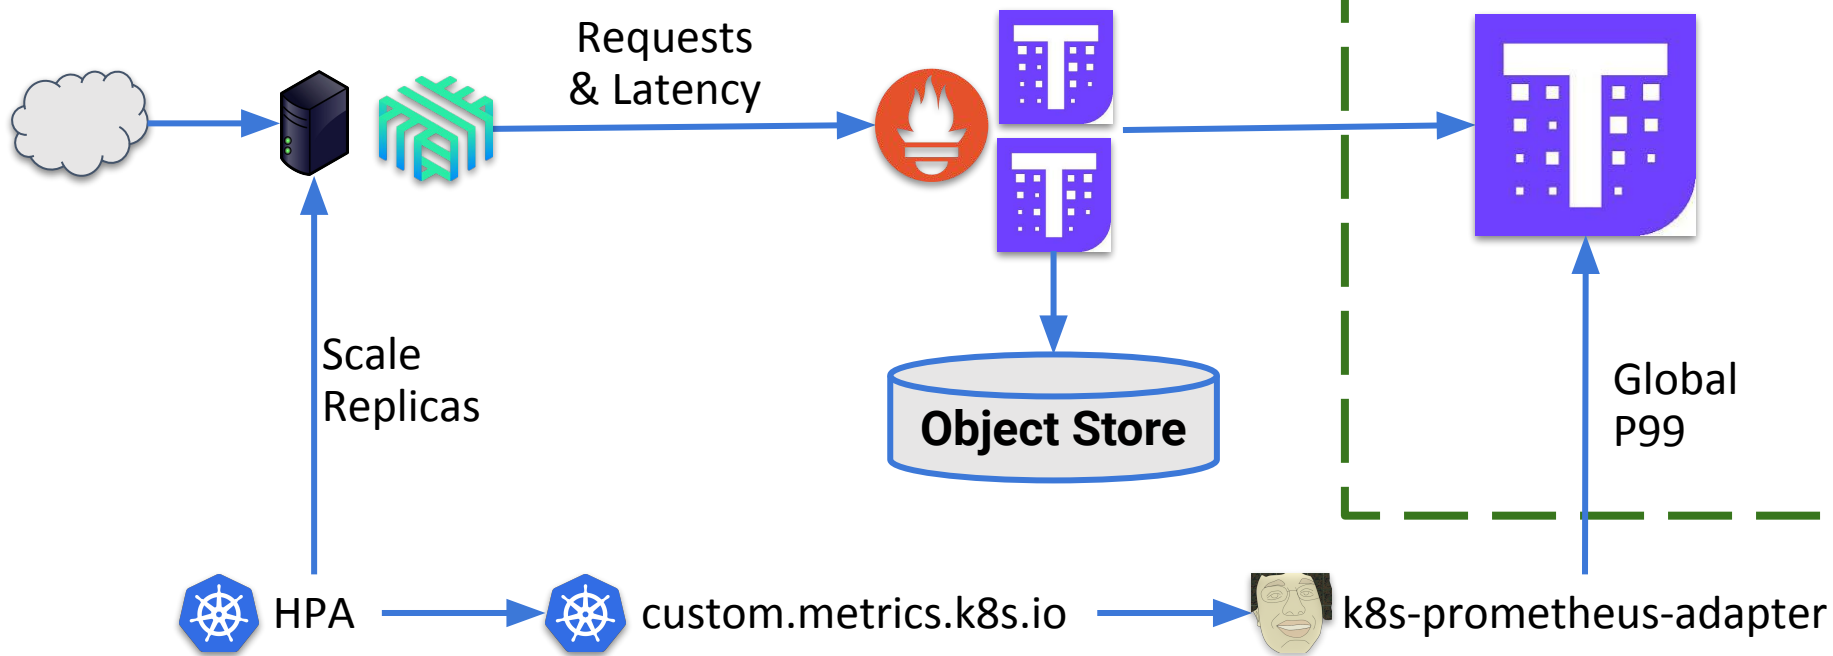 Requests
& Latency
Scale
Replicas
Object Store
Global
P99
HPA
custom.metrics.k8s.io
k8s-prometheus-adapter